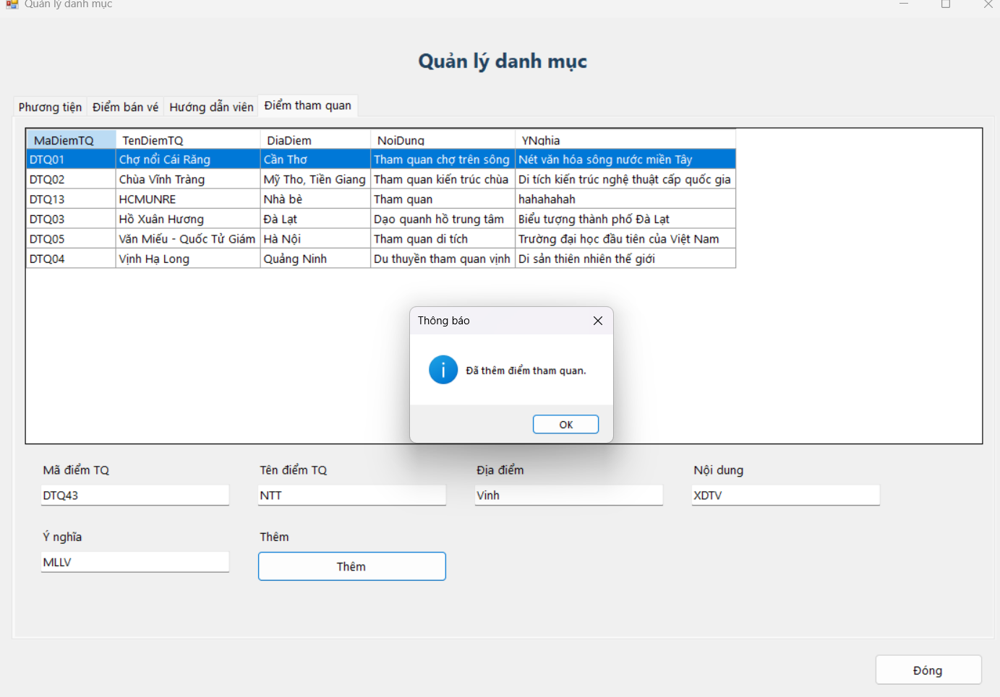 Quản lý danh mục
Quản lý danh mục
Phương tiện Điểm bán vé Hướng dẫn viên Điểm tham quan
MaDiemTQ TenDiemTQ DiaDiem NoiDung YNghia
DTQ01 Chợ nổi Cái Răng Cần Thơ Tham quan chợ trên sông Nét văn hóa sông nước miền Tây
DTQ02 Chùa Vĩnh Tràng Mỹ Tho, Tiền Giang Tham quan kiến trúc chùa Di tích kiến trúc nghệ thuật cấp quốc gia
DTQ13 HCMUNRE Nhà bè Tham quan hahahahah
DTQ03 Hồ Xuân Hương Đà Lạt Dạo quanh hồ trung tâm Biểu tượng thành phố Đà Lạt
DTQ05 Văn Miếu - Quốc Tử Giám Hà Nội Tham quan di tích Trường đại học đầu tiên của Việt Nam
DTQ04 Vịnh Hạ Long Quảng Ninh Du thuyền tham quan vịnh Di sản thiên nhiên thế giới
Thông báo
Đã thêm điểm tham quan.
OK
Mã điểm TQ Tên điểm TQ Địa điểm Nội dung
DTQ43 NTT Vinh XDTV
Ý nghĩa Thêm
MLLV Thêm
Đóng